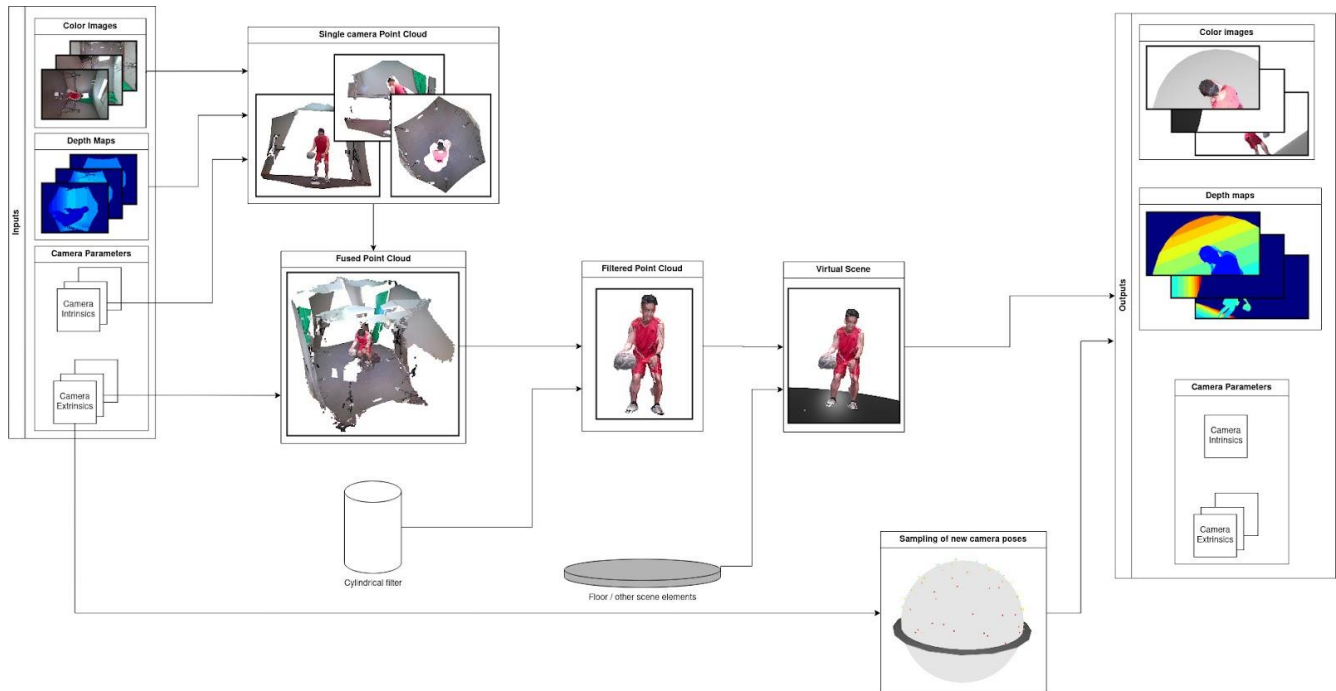 Inputs
Color Images
Depth Maps
Camera Parameters
Camera
Intrinsics
Camera
Extrinsics
Single camera Point Cloud
Fused Point Cloud
Filtered Point Cloud
Virtual Scene
Cylindrical filter
Floor / other scene elements
Sampling of new camera poses
Outputs
Color images
Depth maps
Camera Parameters
Camera
Intrinsics
Camera
Extrinsics